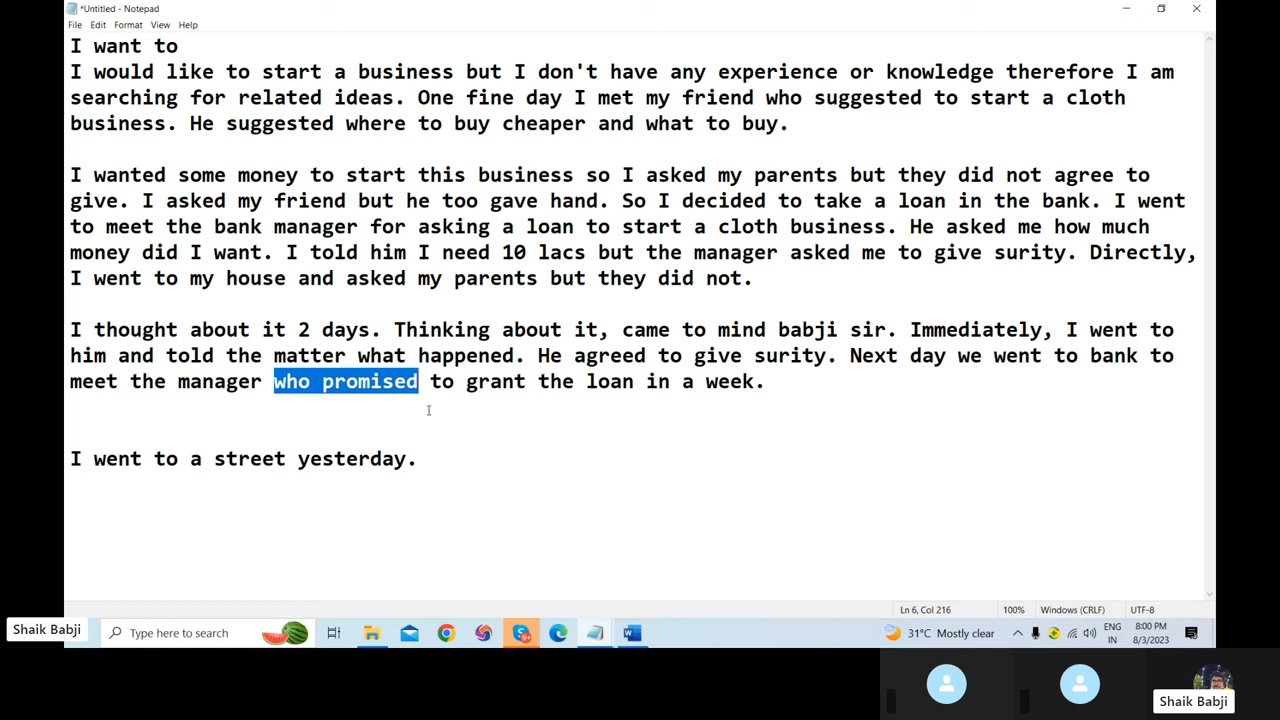 *Untitled - Notepad
File Edit Format View Help
I want to
I would like to start a business but I don't have any experience or knowledge therefore I am
searching for related ideas. One fine day I met my friend who suggested to start a cloth
business. He suggested where to buy cheaper and what to buy.
I wanted some money to start this business so I asked my parents but they did not agree to
give. I asked my friend but he too gave hand. So I decided to take a loan in the bank. I went
to meet the bank manager for asking a loan to start a cloth business. He asked me how much
money did I want. I told him I need 10 lacs but the manager asked me to give surity. Directly,
I went to my house and asked my parents but they did not.
I thought about it 2 days. Thinking about it, came to mind babji sir. Immediately, I went to
him and told the matter what happened. He agreed to give surity. Next day we went to bank to
meet the manager who promised to grant the loan in a week.
I went to a street yesterday.
Ln 6, Col 216 100% Windows (CRLF) UTF-8
Shaik Babji
Type here to search
31°C Mostly clear
ENG
IN
8:00 PM
8/3/2023
Shaik Babji